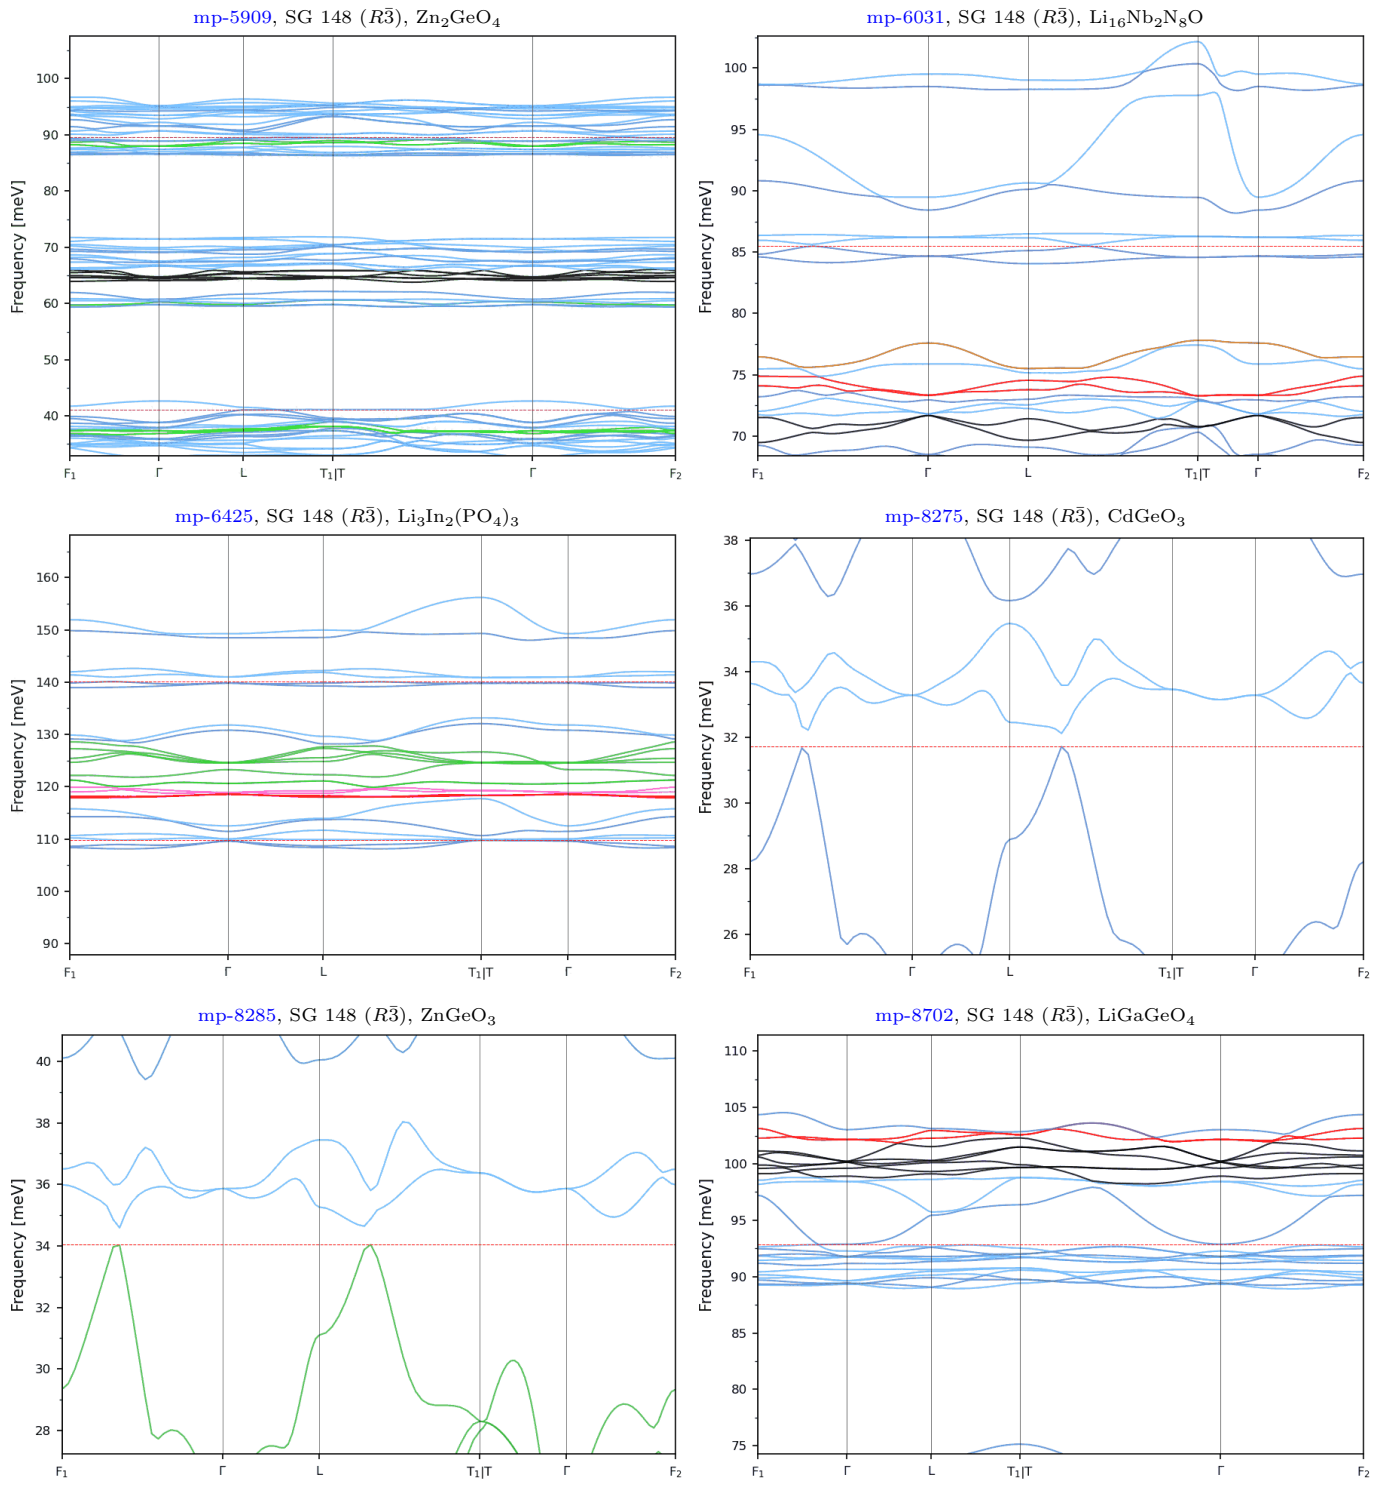 mp-5909, SG 148 (R3̄), Zn₂GeO₄
Frequency [meV]
100
90
80
70
60
50
40
F₁ Γ L T₁|T Γ F₂
mp-6031, SG 148 (R3̄), Li₁₆Nb₂N₈O
Frequency [meV]
100
95
90
85
80
75
70
F₁ Γ L T₁|T Γ F₂
mp-6425, SG 148 (R3̄), Li₃In₂(PO₄)₃
Frequency [meV]
160
150
140
130
120
110
100
90
F₁ Γ L T₁|T Γ F₂
mp-8275, SG 148 (R3̄), CdGeO₃
Frequency [meV]
38
36
34
32
30
28
26
F₁ Γ L T₁|T Γ F₂
mp-8285, SG 148 (R3̄), ZnGeO₃
Frequency [meV]
40
38
36
34
32
30
28
F₁ Γ L T₁|T Γ F₂
mp-8702, SG 148 (R3̄), LiGaGeO₄
Frequency [meV]
110
105
100
95
90
85
80
75
F₁ Γ L T₁|T Γ F₂